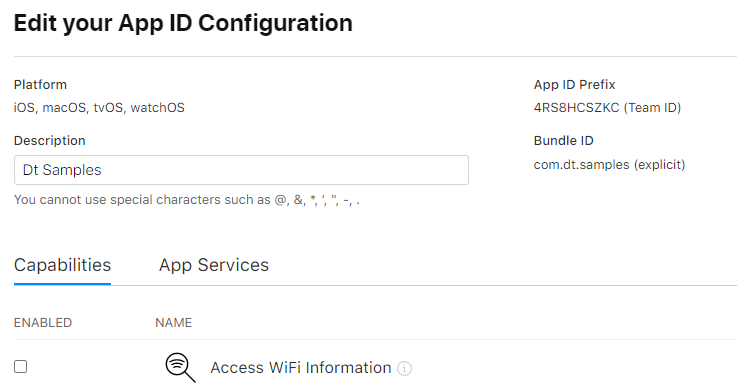 Edit your App ID Configuration
Platform
iOS, macOS, tvOS, watchOS
App ID Prefix
4RS8HCSZKC (Team ID)
Description
Dt Samples
You cannot use special characters such as @, &, *, ', ", -, .
Bundle ID
com.dt.samples (explicit)
Capabilities
App Services
ENABLED
NAME
Access WiFi Information